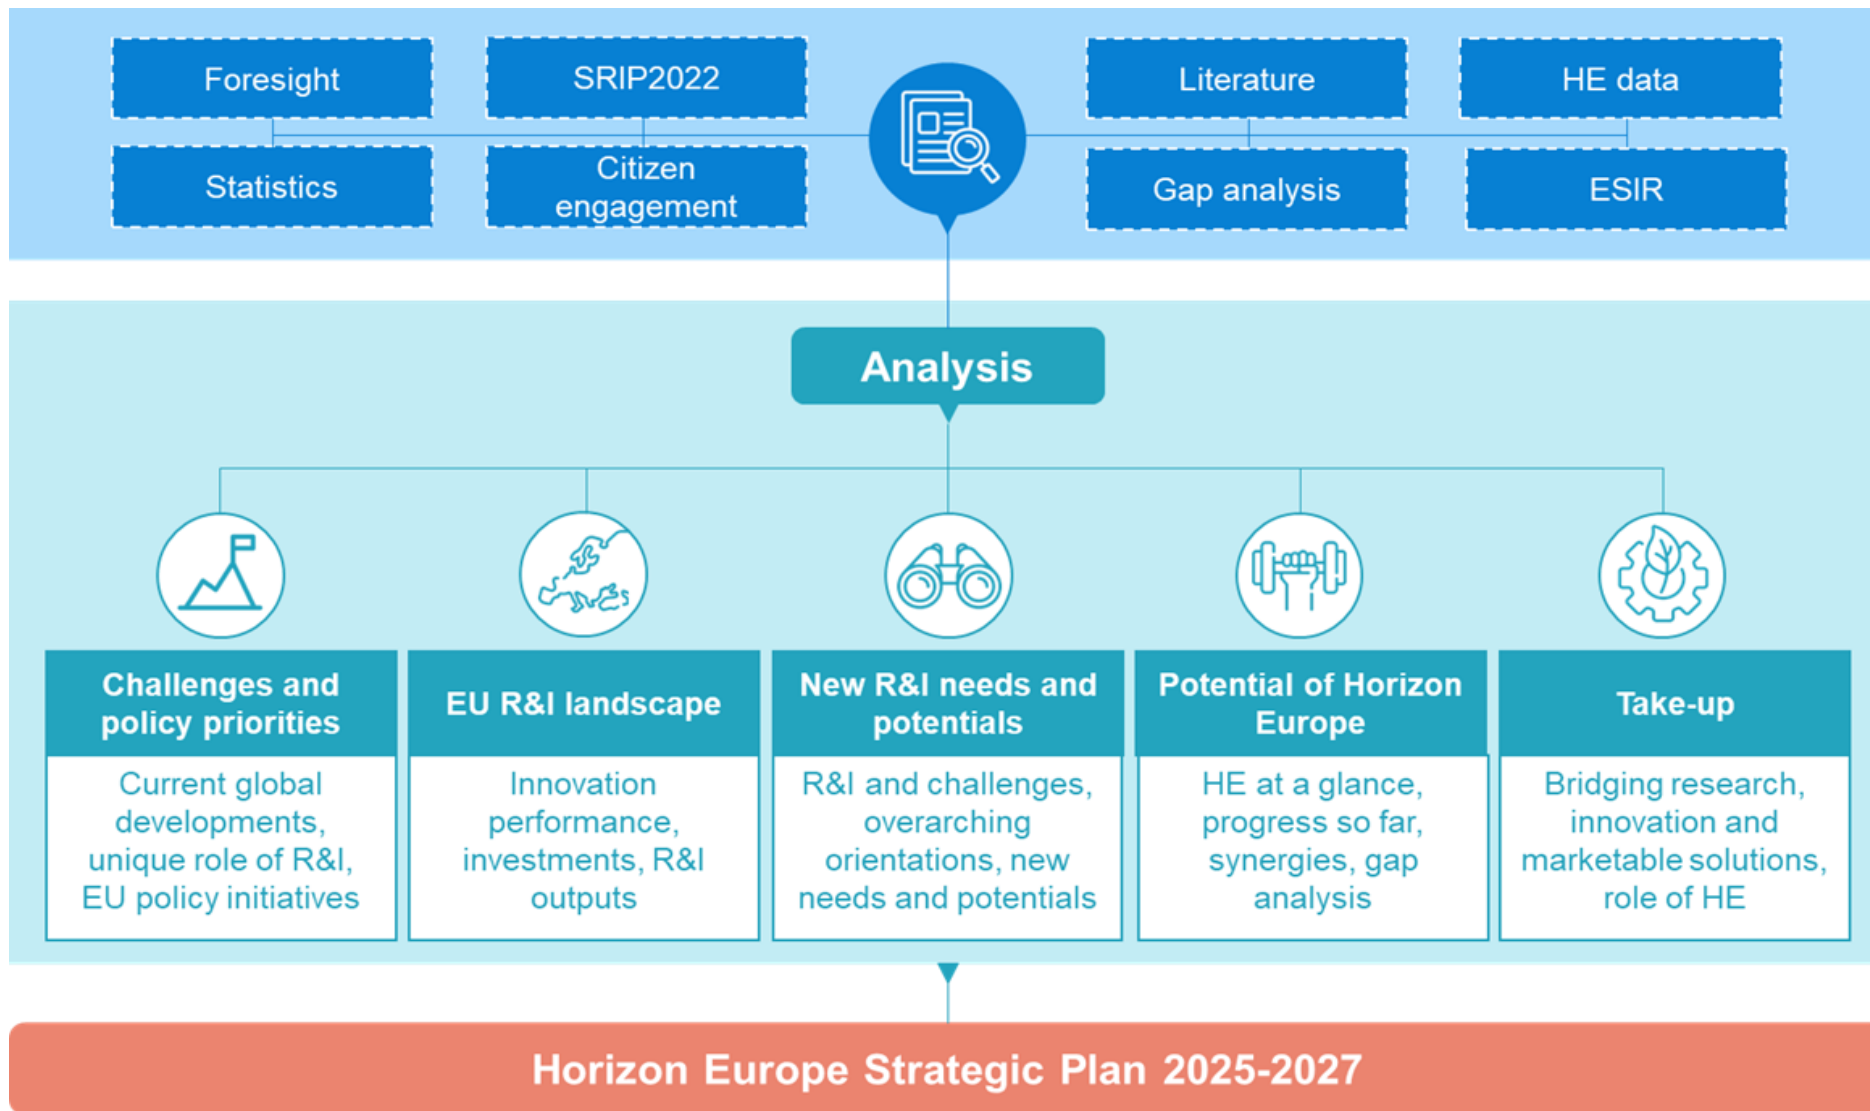 Foresight
SRIP2022
Literature
HE data
Statistics
Citizen
engagement
Gap analysis
ESIR
Analysis
Challenges and
policy priorities
Current global
developments,
unique role of R&I,
EU policy initiatives
EU R&I landscape
Innovation
performance,
investments, R&I
outputs
New R&I needs and
potentials
R&I and challenges,
overarching
orientations, new
needs and potentials
Potential of Horizon
Europe
HE at a glance,
progress so far,
synergies, gap
analysis
Take-up
Bridging research,
innovation and
marketable solutions,
role of HE
Horizon Europe Strategic Plan 2025-2027